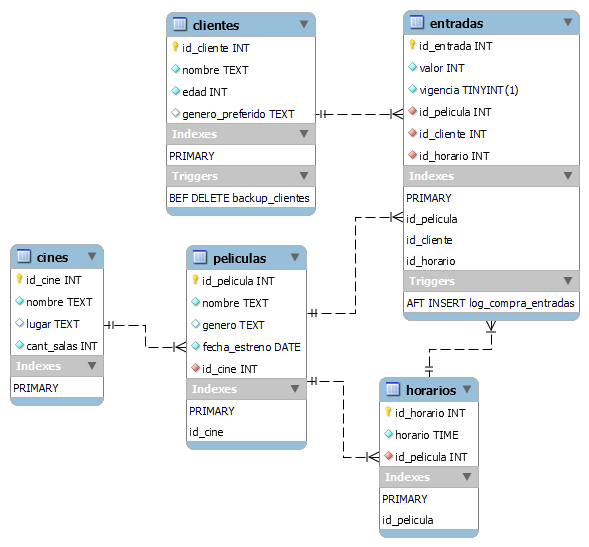 clientes
id_cliente INT
nombre TEXT
edad INT
genero_preferido TEXT
Indexes
PRIMARY
Triggers
BEF DELETE backup_clientes
entradas
id_entrada INT
valor INT
vigencia TINYINT(1)
id_pelicula INT
id_cliente INT
id_horario INT
Indexes
PRIMARY
id_pelicula
id_cliente
id_horario
Triggers
AFT INSERT log_compra_entradas
cines
id_cine INT
nombre TEXT
lugar TEXT
cant_salas INT
Indexes
PRIMARY
peliculas
id_pelicula INT
nombre TEXT
genero TEXT
fecha_estreno DATE
id_cine INT
Indexes
PRIMARY
id_cine
horarios
id_horario INT
horario TIME
id_pelicula INT
Indexes
PRIMARY
id_pelicula